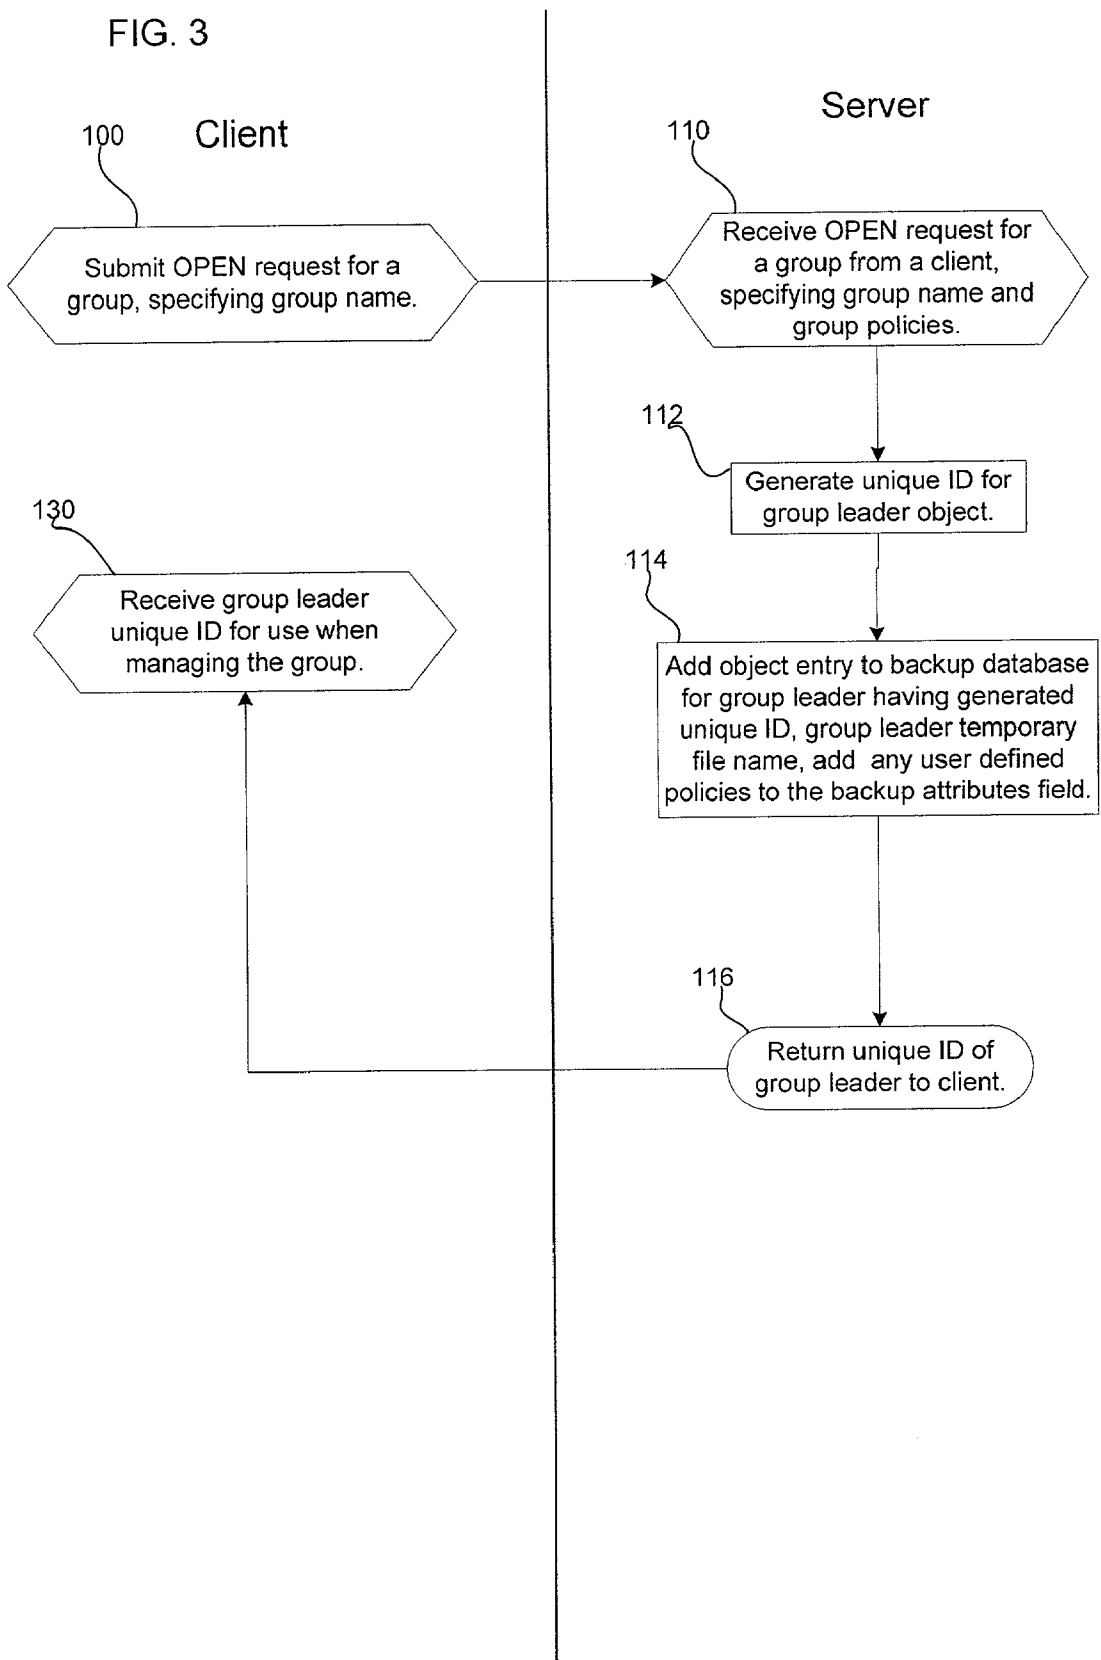 FIG. 3
Client
Server
100
Submit OPEN request for a
group, specifying group name.
110
Receive OPEN request for
a group from a client,
specifying group name and
group policies.
112
Generate unique ID for
group leader object.
114
Add object entry to backup database
for group leader having generated
unique ID, group leader temporary
file name, add any user defined
policies to the backup attributes field.
116
Return unique ID of
group leader to client.
130
Receive group leader
unique ID for use when
managing the group.